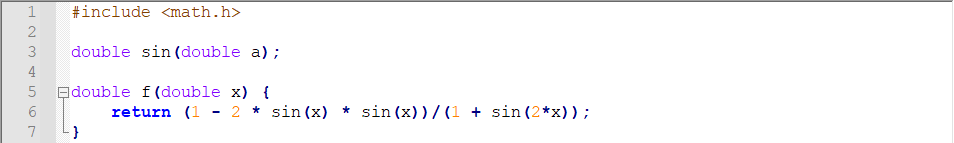 1 #include <math.h>
2
3 double sin(double a);
4
5 double f(double x) {
6     return (1 - 2 * sin(x) * sin(x))/(1 + sin(2*x));
7 }